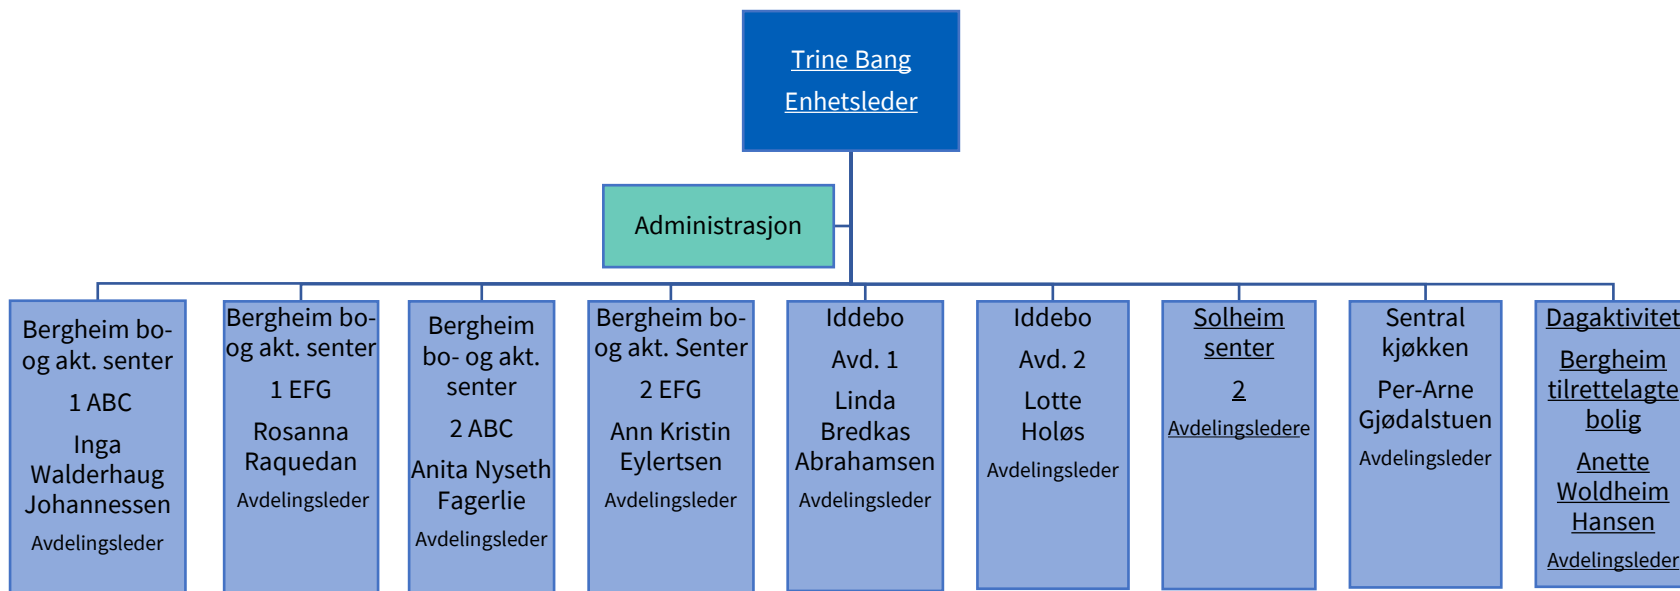 Trine Bang
Enhetsleder
Administrasjon
Bergheim bo-
og akt. senter
1 ABC
Inga
Walderhaug
Johannessen
Avdelingsleder
Bergheim bo-
og akt. senter
1 EFG
Rosanna
Raquedan
Avdelingsleder
Bergheim
bo- og akt.
senter
2 ABC
Anita Nyseth
Fagerlie
Avdelingsleder
Bergheim bo-
og akt. Senter
2 EFG
Ann Kristin
Eylertsen
Avdelingsleder
Iddebo
Avd. 1
Linda
Bredkas
Abrahamsen
Avdelingsleder
Iddebo
Avd. 2
Lotte
Holøs
Avdelingsleder
Solheim
senter
2
Avdelingsledere
Sentral
kjøkken
Per-Arne
Gjødalstuen
Avdelingsleder
Dagaktivitet
Bergheim
tilrettelagte
bolig
Anette
Woldheim
Hansen
Avdelingsleder